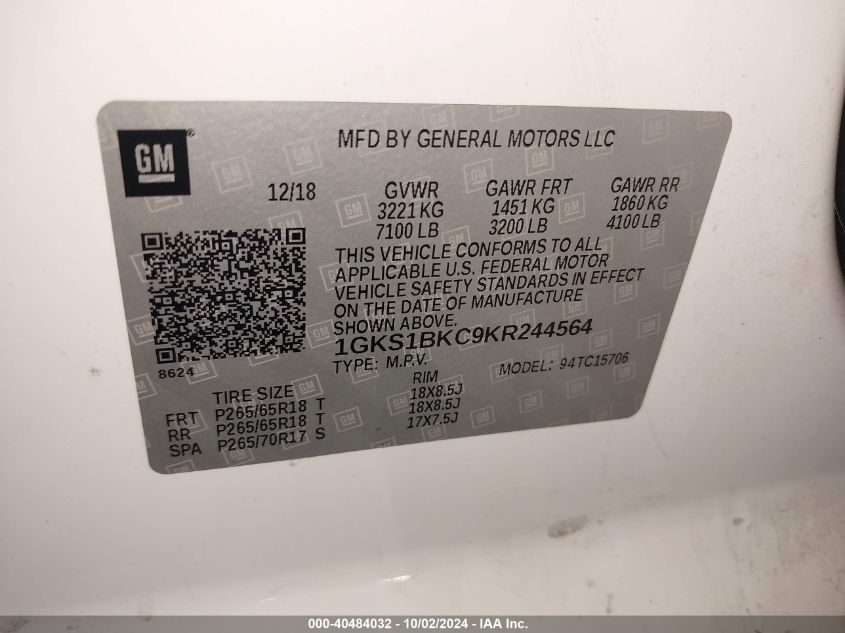 GM®
MFD BY GENERAL MOTORS LLC
12/18 GVWR GAWR FRT GAWR RR
3221 KG 1451 KG 1860 KG
7100 LB 3200 LB 4100 LB
THIS VEHICLE CONFORMS TO ALL
APPLICABLE U.S. FEDERAL MOTOR
VEHICLE SAFETY STANDARDS IN EFFECT
ON THE DATE OF MANUFACTURE
SHOWN ABOVE.
1GKS1BKC9KR244564
8624
TYPE: M.P.V. MODEL: 94TC15706
TIRE SIZE RIM
FRT P265/65R18 T 18X8.5J
RR P265/65R18 T 18X8.5J
SPA P265/70R17 S 17X7.5J
000-40484032 - 10/02/2024 - IAA Inc.